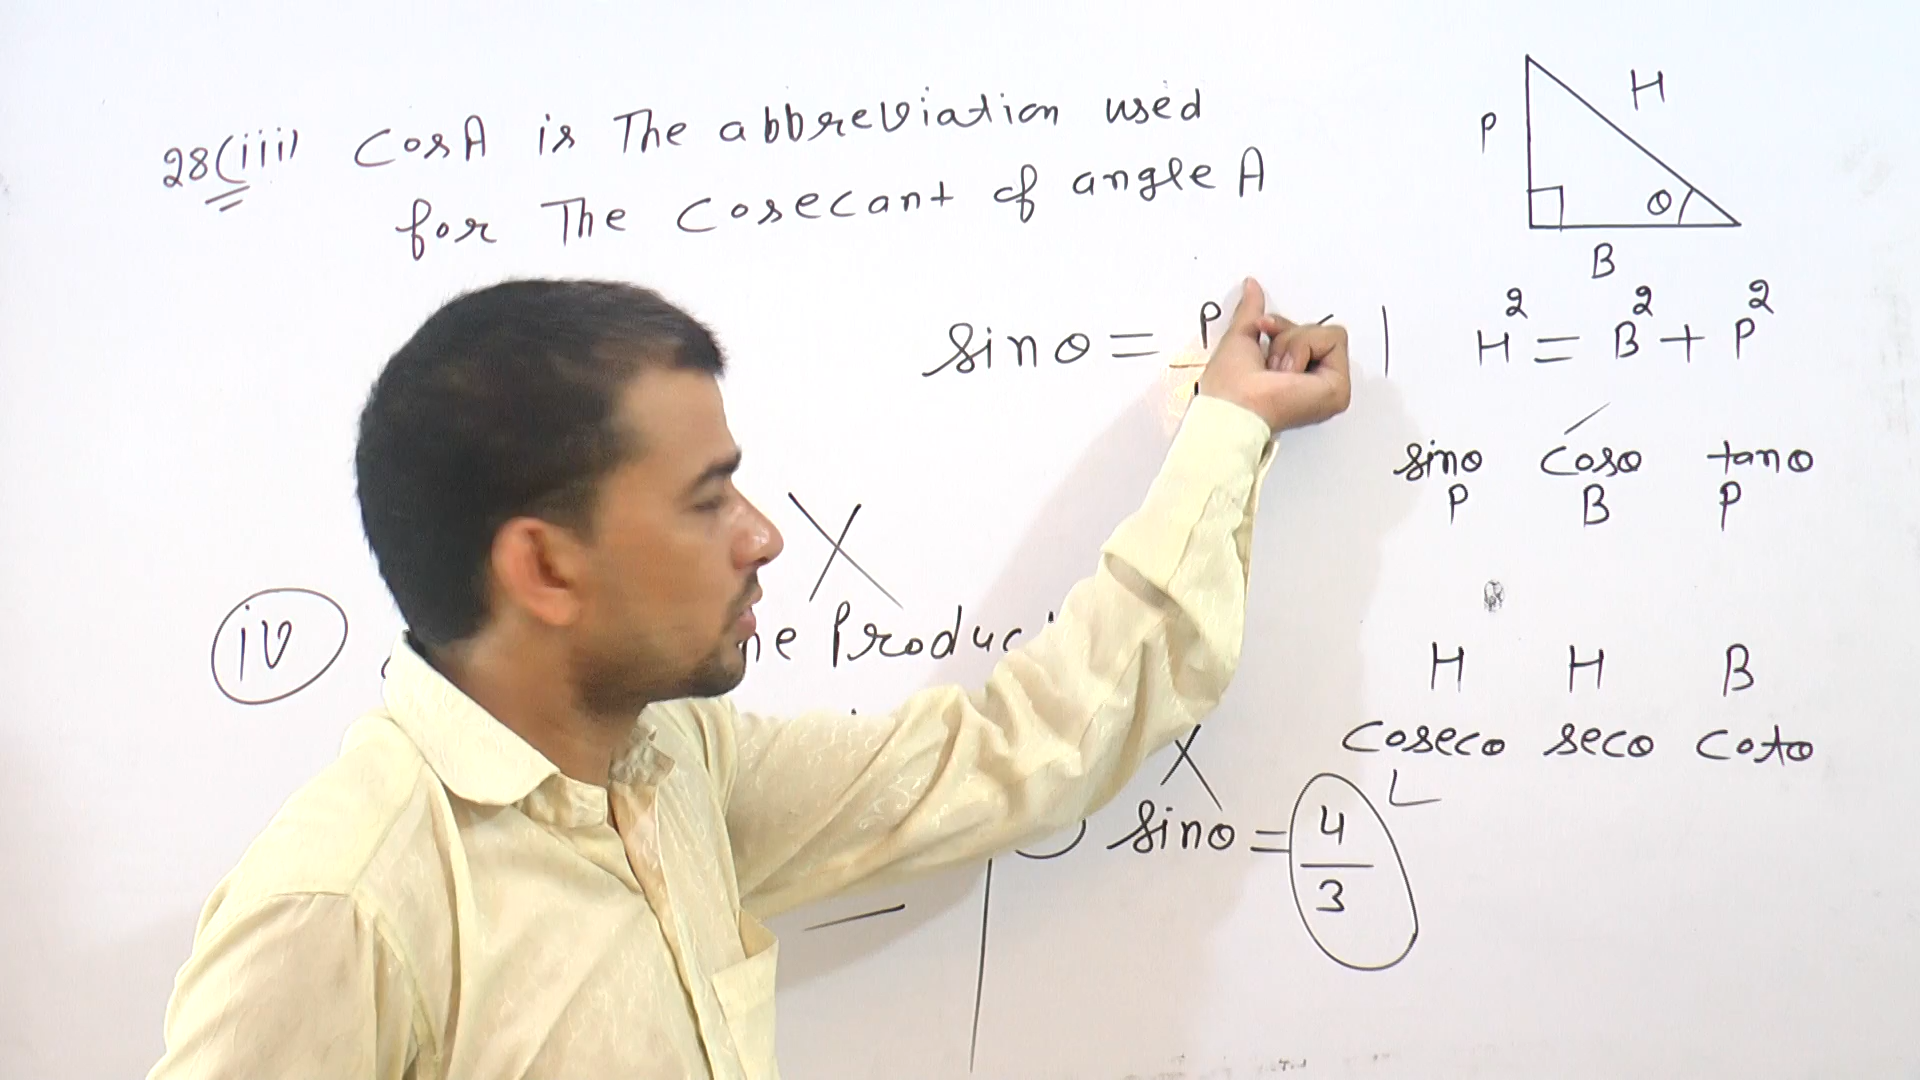 28(iii) CosA is The abbreviation used
for The Cosecant of angle A
sinθ = P < 1
iv Product
sinθ = 4/3
P H
θ
B
H² = B² + P²
sinθ cosθ tanθ
P B P
H H B
cosecθ secθ cotθ